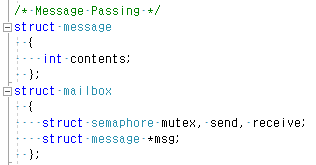 /* Message Passing */
struct message
{
int contents;
};
struct mailbox
{
struct semaphore mutex, send, receive;
struct message *msg;
};